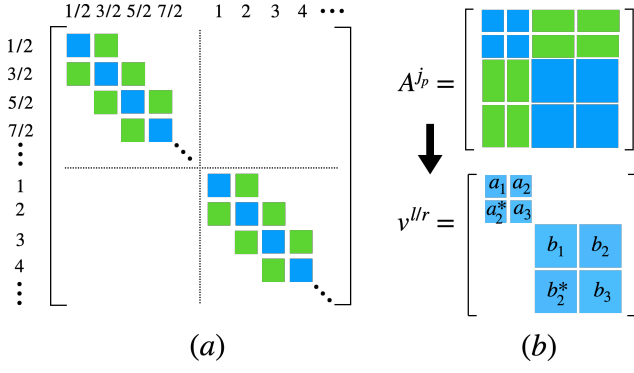 1/2 3/2 5/2 7/2 1 2 3 4 •••
1/2
3/2
5/2
7/2
1
2
3
4
(a)
A^{j_p} =
v^{l/r} =
a_1 a_2
a_2^* a_3
b_1 b_2
b_2^* b_3
(b)